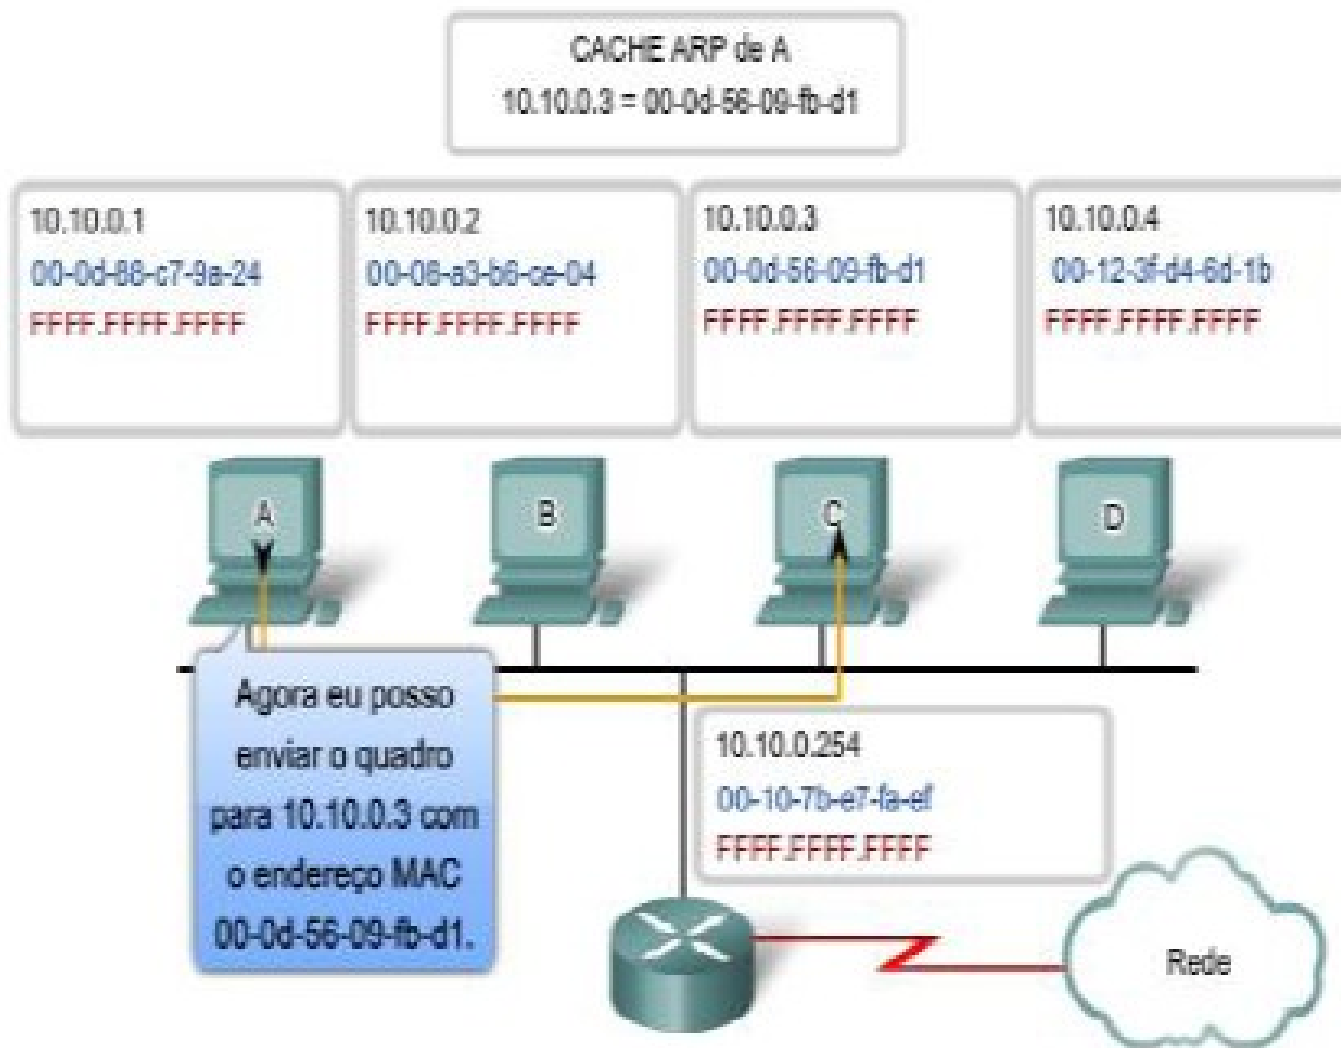 CACHE ARP de A
10.10.0.3 = 00-0d-56-09-fb-d1
10.10.0.1
00-0d-88-c7-9a-24
FFFF.FFFF.FFFF
10.10.0.2
00-08-a3-b6-ce-04
FFFF.FFFF.FFFF
10.10.0.3
00-0d-56-09-fb-d1
FFFF.FFFF.FFFF
10.10.0.4
00-12-3f-d4-6d-1b
FFFF.FFFF.FFFF
A
B
C
D
Agora eu posso
enviar o quadro
para 10.10.0.3 com
o endereço MAC
00-0d-56-09-fb-d1.
10.10.0.254
00-10-7b-e7-fa-ef
FFFF.FFFF.FFFF
Rede